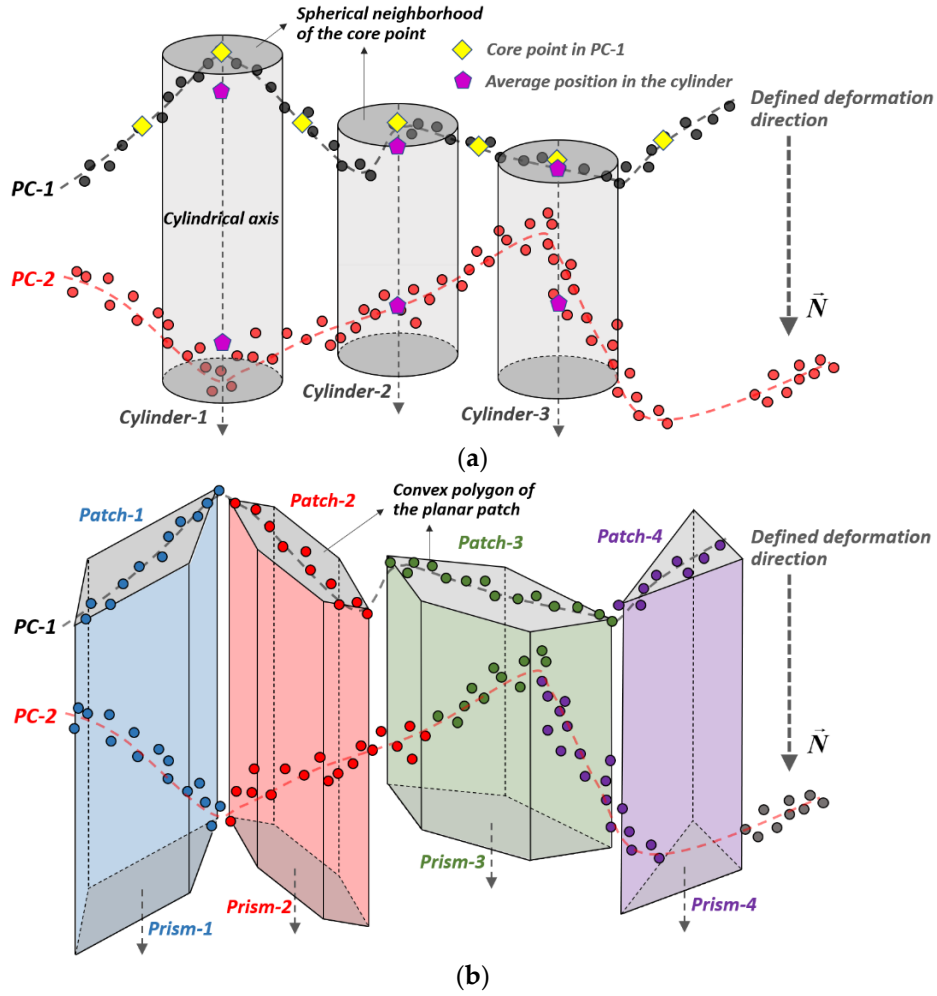 Spherical neighborhood
of the core point
Core point in PC-1
Average position in the cylinder
Defined deformation
direction
PC-1
Cylindrical axis
PC-2
N
Cylinder-1
Cylinder-2
Cylinder-3
(a)
Patch-1
Patch-2
Convex polygon of
the planar patch
Patch-3
Patch-4
Defined deformation
direction
PC-1
PC-2
N
Prism-1
Prism-2
Prism-3
Prism-4
(b)